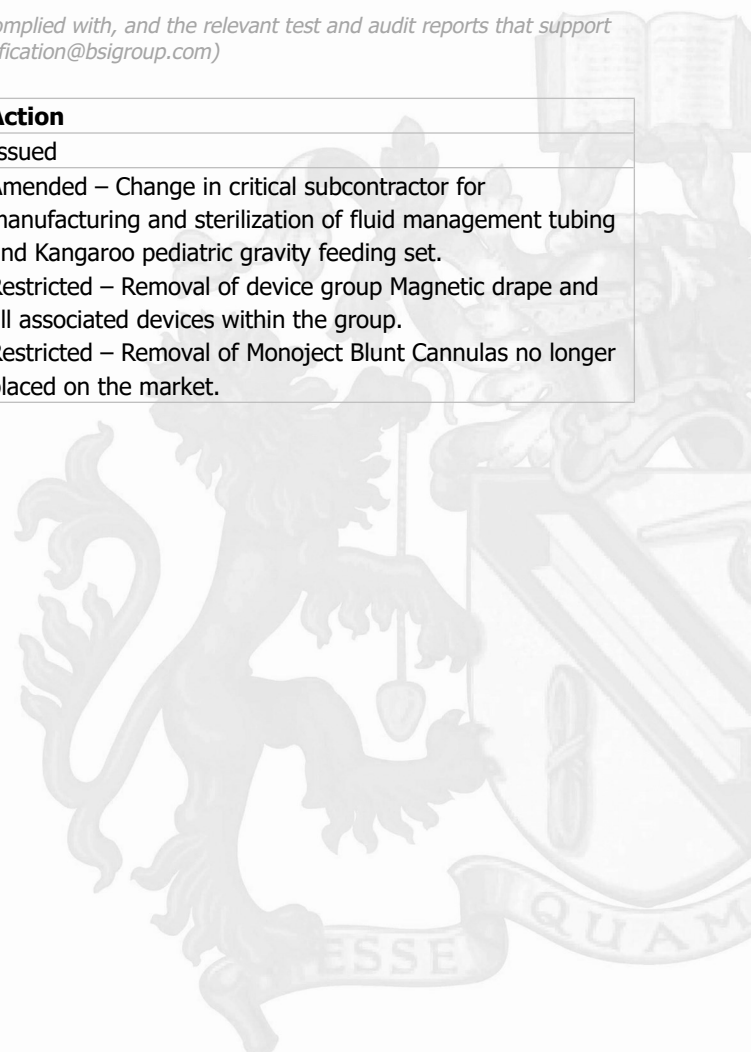 omplied with, and the relevant test and audit reports that support
fication@bsigroup.com)
Action
Issued
Amended – Change in critical subcontractor for
manufacturing and sterilization of fluid management tubing
and Kangaroo pediatric gravity feeding set.
Restricted – Removal of device group Magnetic drape and
all associated devices within the group.
Restricted – Removal of Monoject Blunt Cannulas no longer
placed on the market.
ESSE QUAM